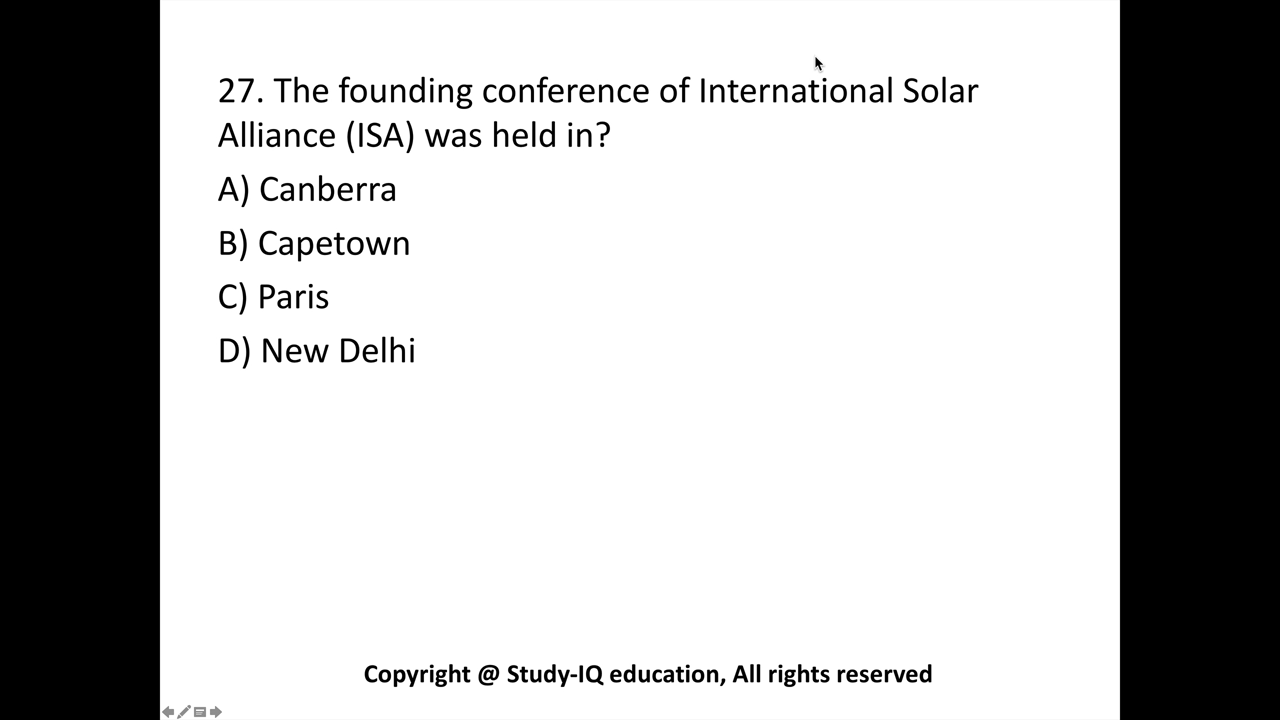 27. The founding conference of International Solar
Alliance (ISA) was held in?
A) Canberra
B) Capetown
C) Paris
D) New Delhi
Copyright @ Study-IQ education, All rights reserved